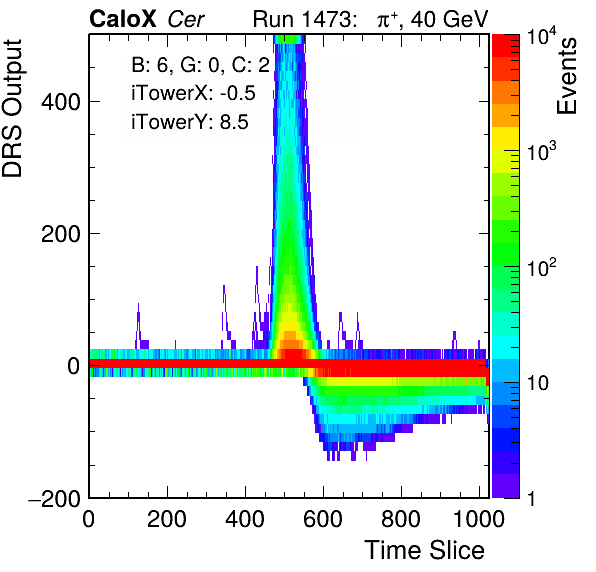 CaloX Cer Run 1473: π⁺, 40 GeV
B: 6, G: 0, C: 2
iTowerX: -0.5
iTowerY: 8.5
DRS Output
400
200
0
−200
0 200 400 600 800 1000
Time Slice
Events
10⁴
10³
10²
10
1